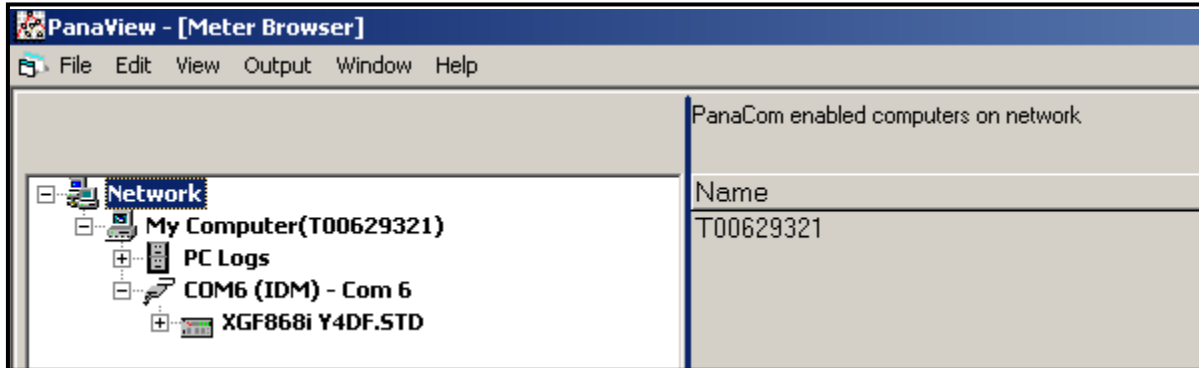 PanaView - [Meter Browser]
File Edit View Output Window Help
PanaCom enabled computers on network
Network
My Computer(T00629321)
PC Logs
COM6 (IDM) - Com 6
XGF868i Y4DF.STD
Name
T00629321